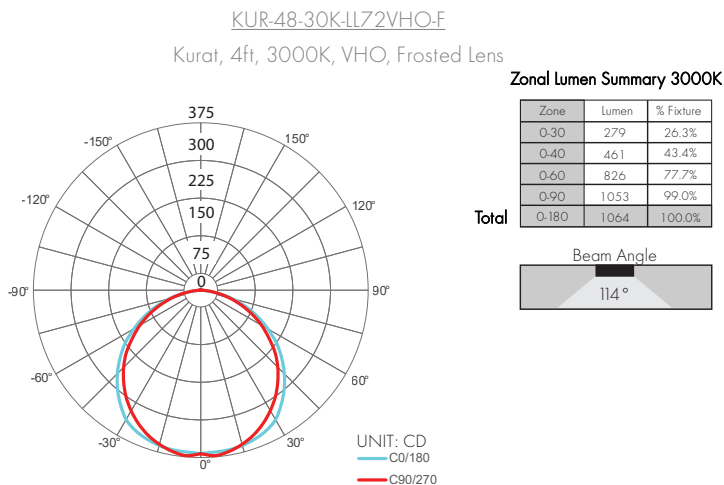 KUR-48-30K-LL72VHO-F
Kurat, 4ft, 3000K, VHO, Frosted Lens
Zonal Lumen Summary 3000K
Zone Lumen % Fixture
0-30 279 26.3%
0-40 461 43.4%
0-60 826 77.7%
0-90 1053 99.0%
Total 0-180 1064 100.0%
Beam Angle
114°
375
300
225
150
75
0
-150° 150°
-120° 120°
-90° 90°
-60° 60°
-30° 30°
0°
UNIT: CD
C0/180
C90/270